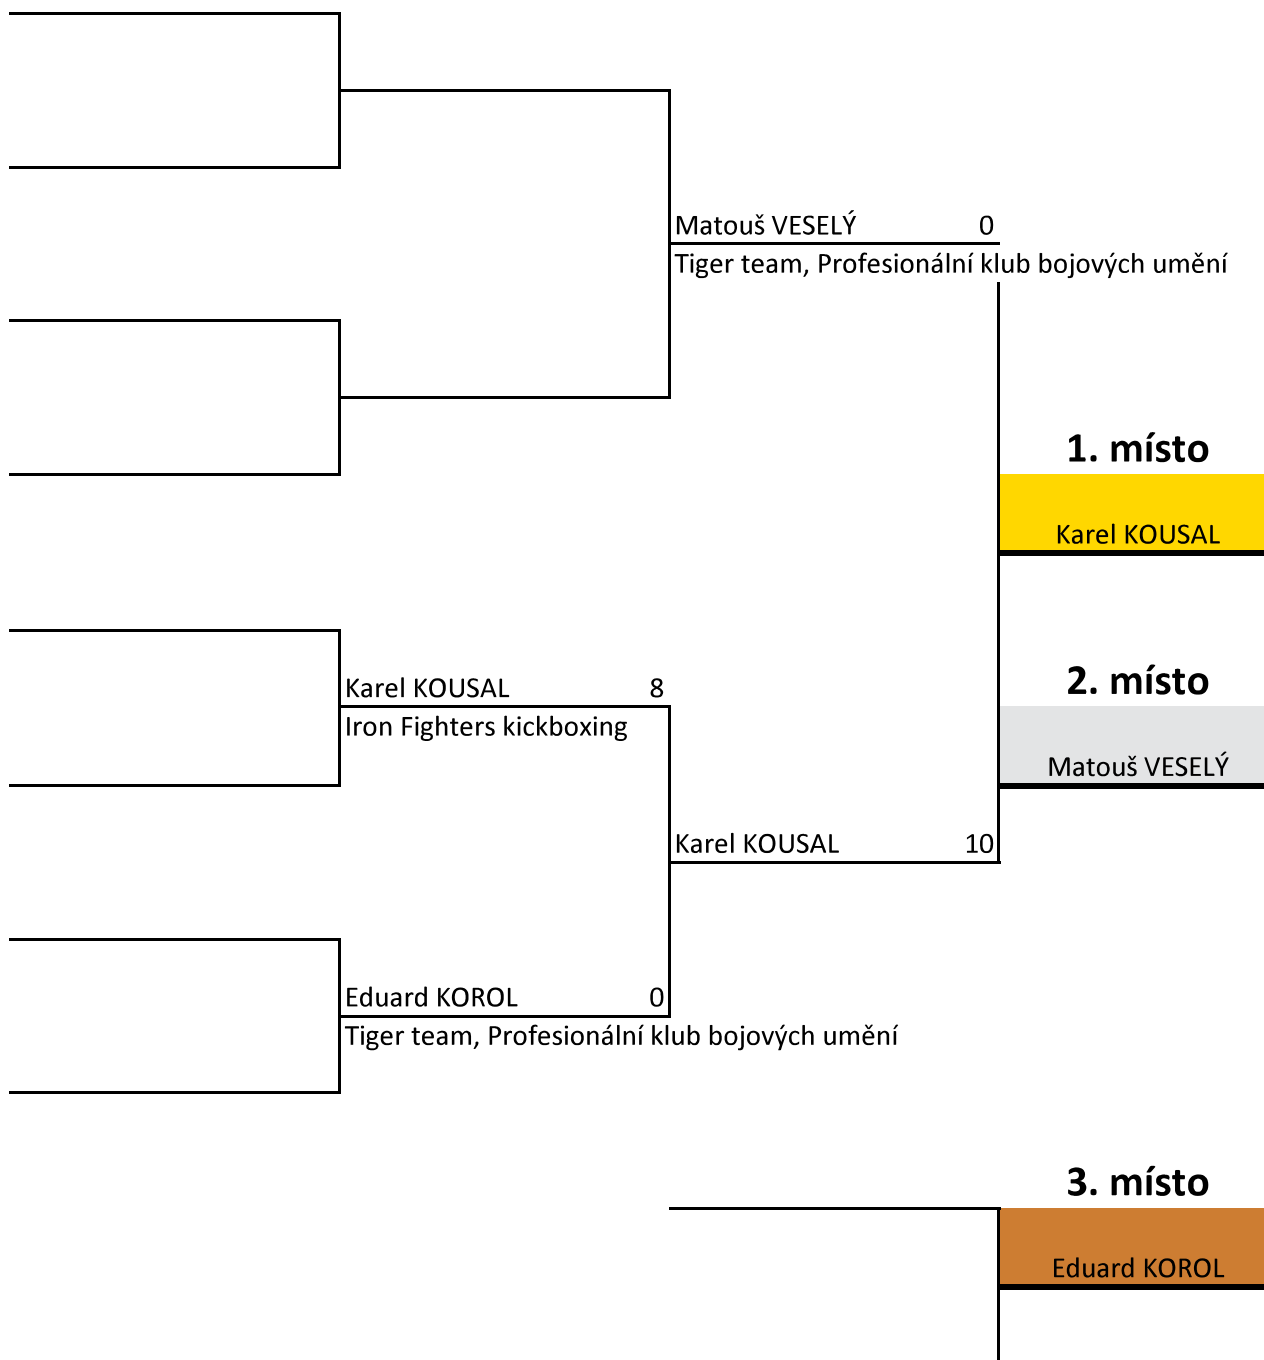 Matouš VESELÝ 0
Tiger team, Profesionální klub bojových umění
1. místo
Karel KOUSAL
2. místo
Karel KOUSAL 8
Iron Fighters kickboxing
Matouš VESELÝ
Karel KOUSAL 10
Eduard KOROL 0
Tiger team, Profesionální klub bojových umění
3. místo
Eduard KOROL